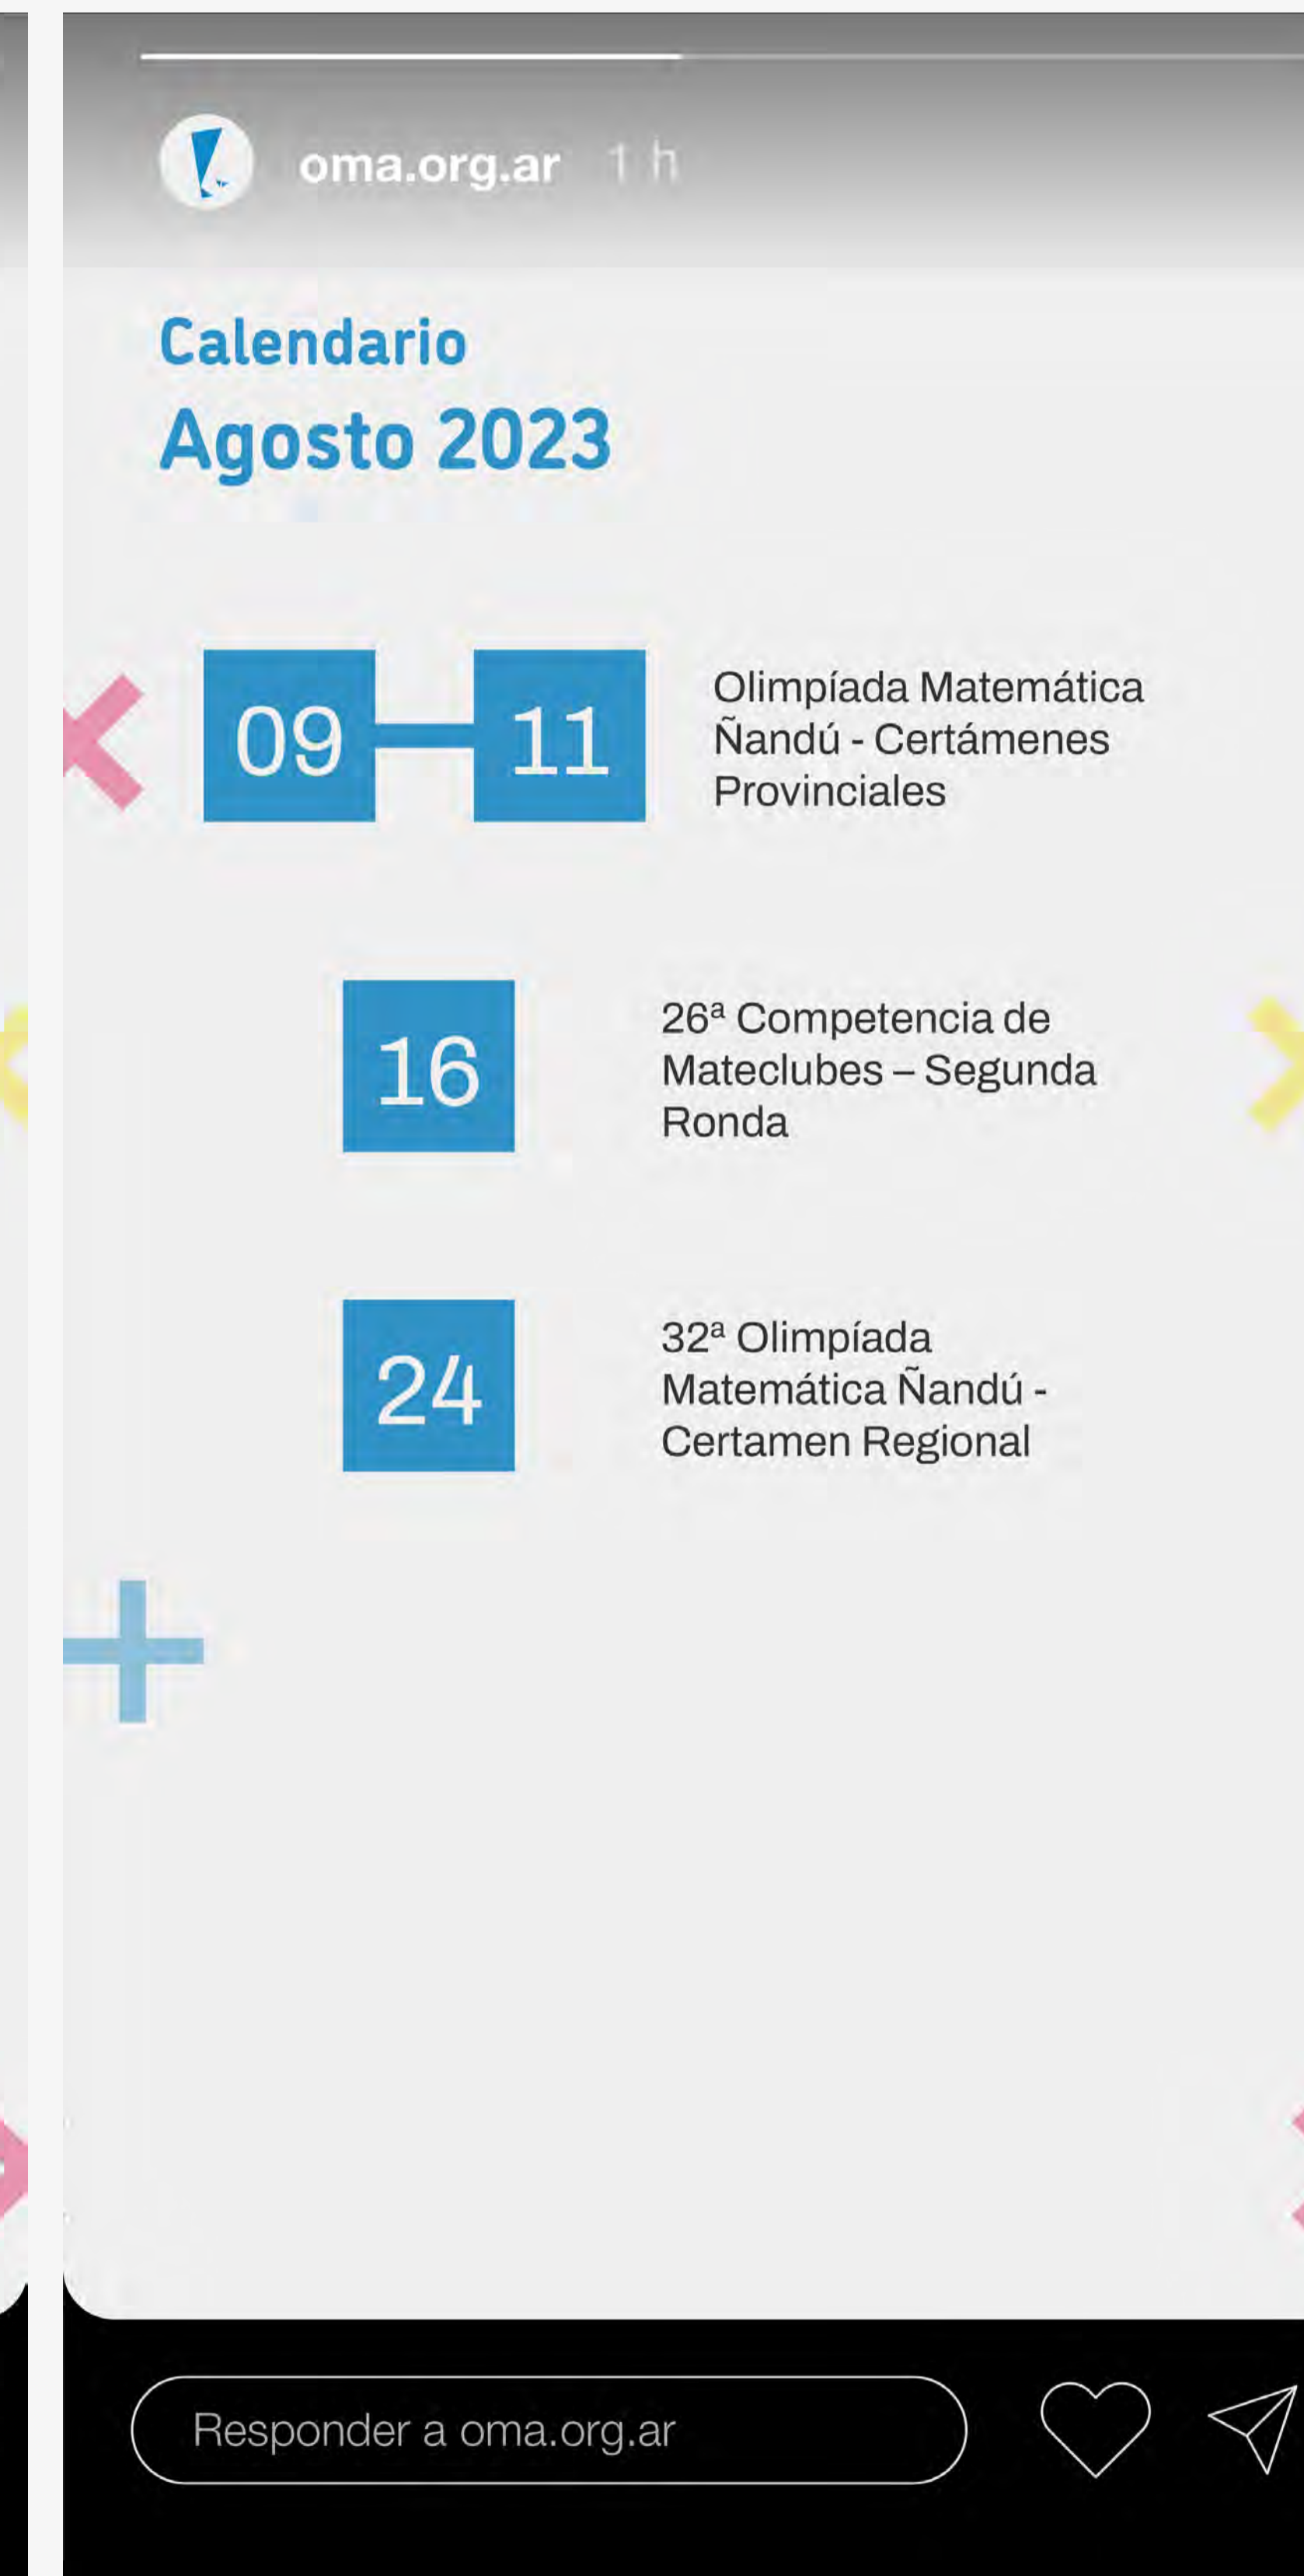 oma.org.ar 1 h
Calendario
Agosto 2023
09 11
Olimpíada Matemática
Ñandú - Certámenes
Provinciales
16
26ª Competencia de
Mateclubes – Segunda
Ronda
24
32ª Olimpíada
Matemática Ñandú -
Certamen Regional
Responder a oma.org.ar